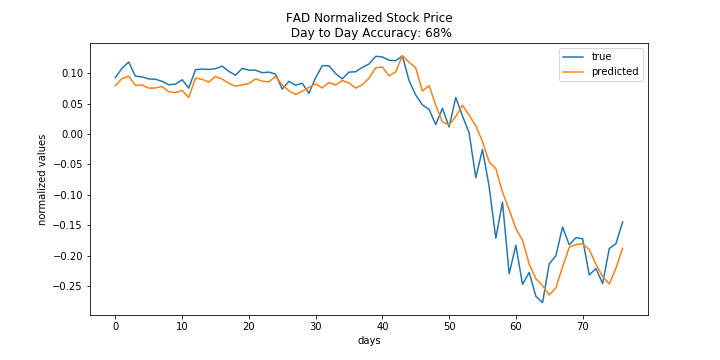 FAD Normalized Stock Price
Day to Day Accuracy: 68%
true
predicted
normalized values
0.10
0.05
0.00
−0.05
−0.10
−0.15
−0.20
−0.25
0 10 20 30 40 50 60 70
days